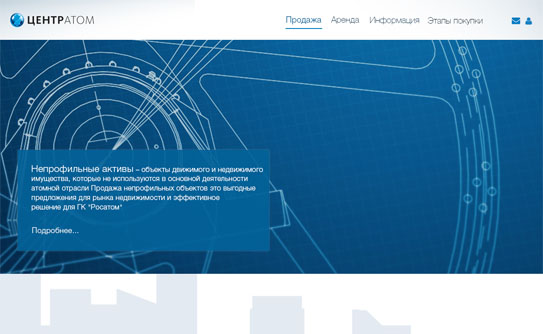 ЦЕНТРАТОМ
Продажа Аренда Информация Этапы покупки
Непрофильные активы – объекты движимого и недвижимого
имущества, которые не используются в основной деятельности
атомной отрасли Продажа непрофильных объектов это выгодные
предложения для рынка недвижимости и эффективное
решение для ГК "Росатом"
Подробнее...